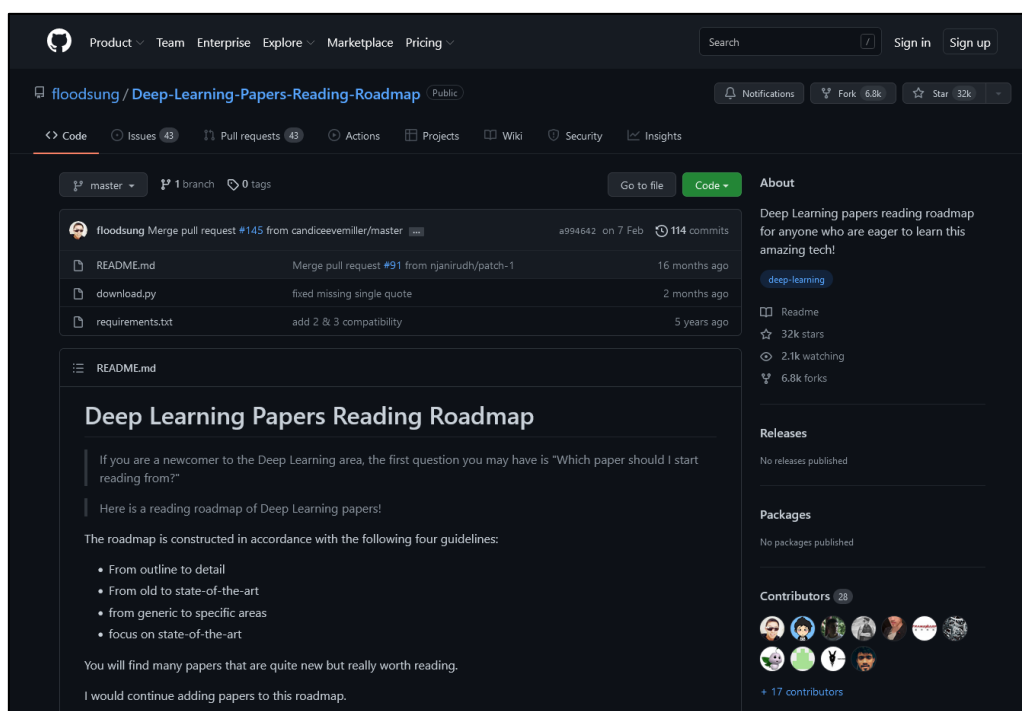 Product Team Enterprise Explore Marketplace Pricing Search / Sign in Sign up
floodsung / Deep-Learning-Papers-Reading-Roadmap Public Notifications Fork 6.8k Star 32k
Code Issues 43 Pull requests 43 Actions Projects Wiki Security Insights
master 1 branch 0 tags Go to file Code
floodsung Merge pull request #145 from candiceevemiller/master ... a994642 on 7 Feb 114 commits
README.md Merge pull request #91 from njanirudh/patch-1 16 months ago
download.py fixed missing single quote 2 months ago
requirements.txt add 2 & 3 compatibility 5 years ago
README.md
Deep Learning Papers Reading Roadmap
If you are a newcomer to the Deep Learning area, the first question you may have is "Which paper should I start
reading from?"
Here is a reading roadmap of Deep Learning papers!
The roadmap is constructed in accordance with the following four guidelines:
• From outline to detail
• From old to state-of-the-art
• from generic to specific areas
• focus on state-of-the-art
You will find many papers that are quite new but really worth reading.
I would continue adding papers to this roadmap.
About
Deep Learning papers reading roadmap
for anyone who are eager to learn this
amazing tech!
deep-learning
Readme
32k stars
2.1k watching
6.8k forks
Releases
No releases published
Packages
No packages published
Contributors 28
+ 17 contributors